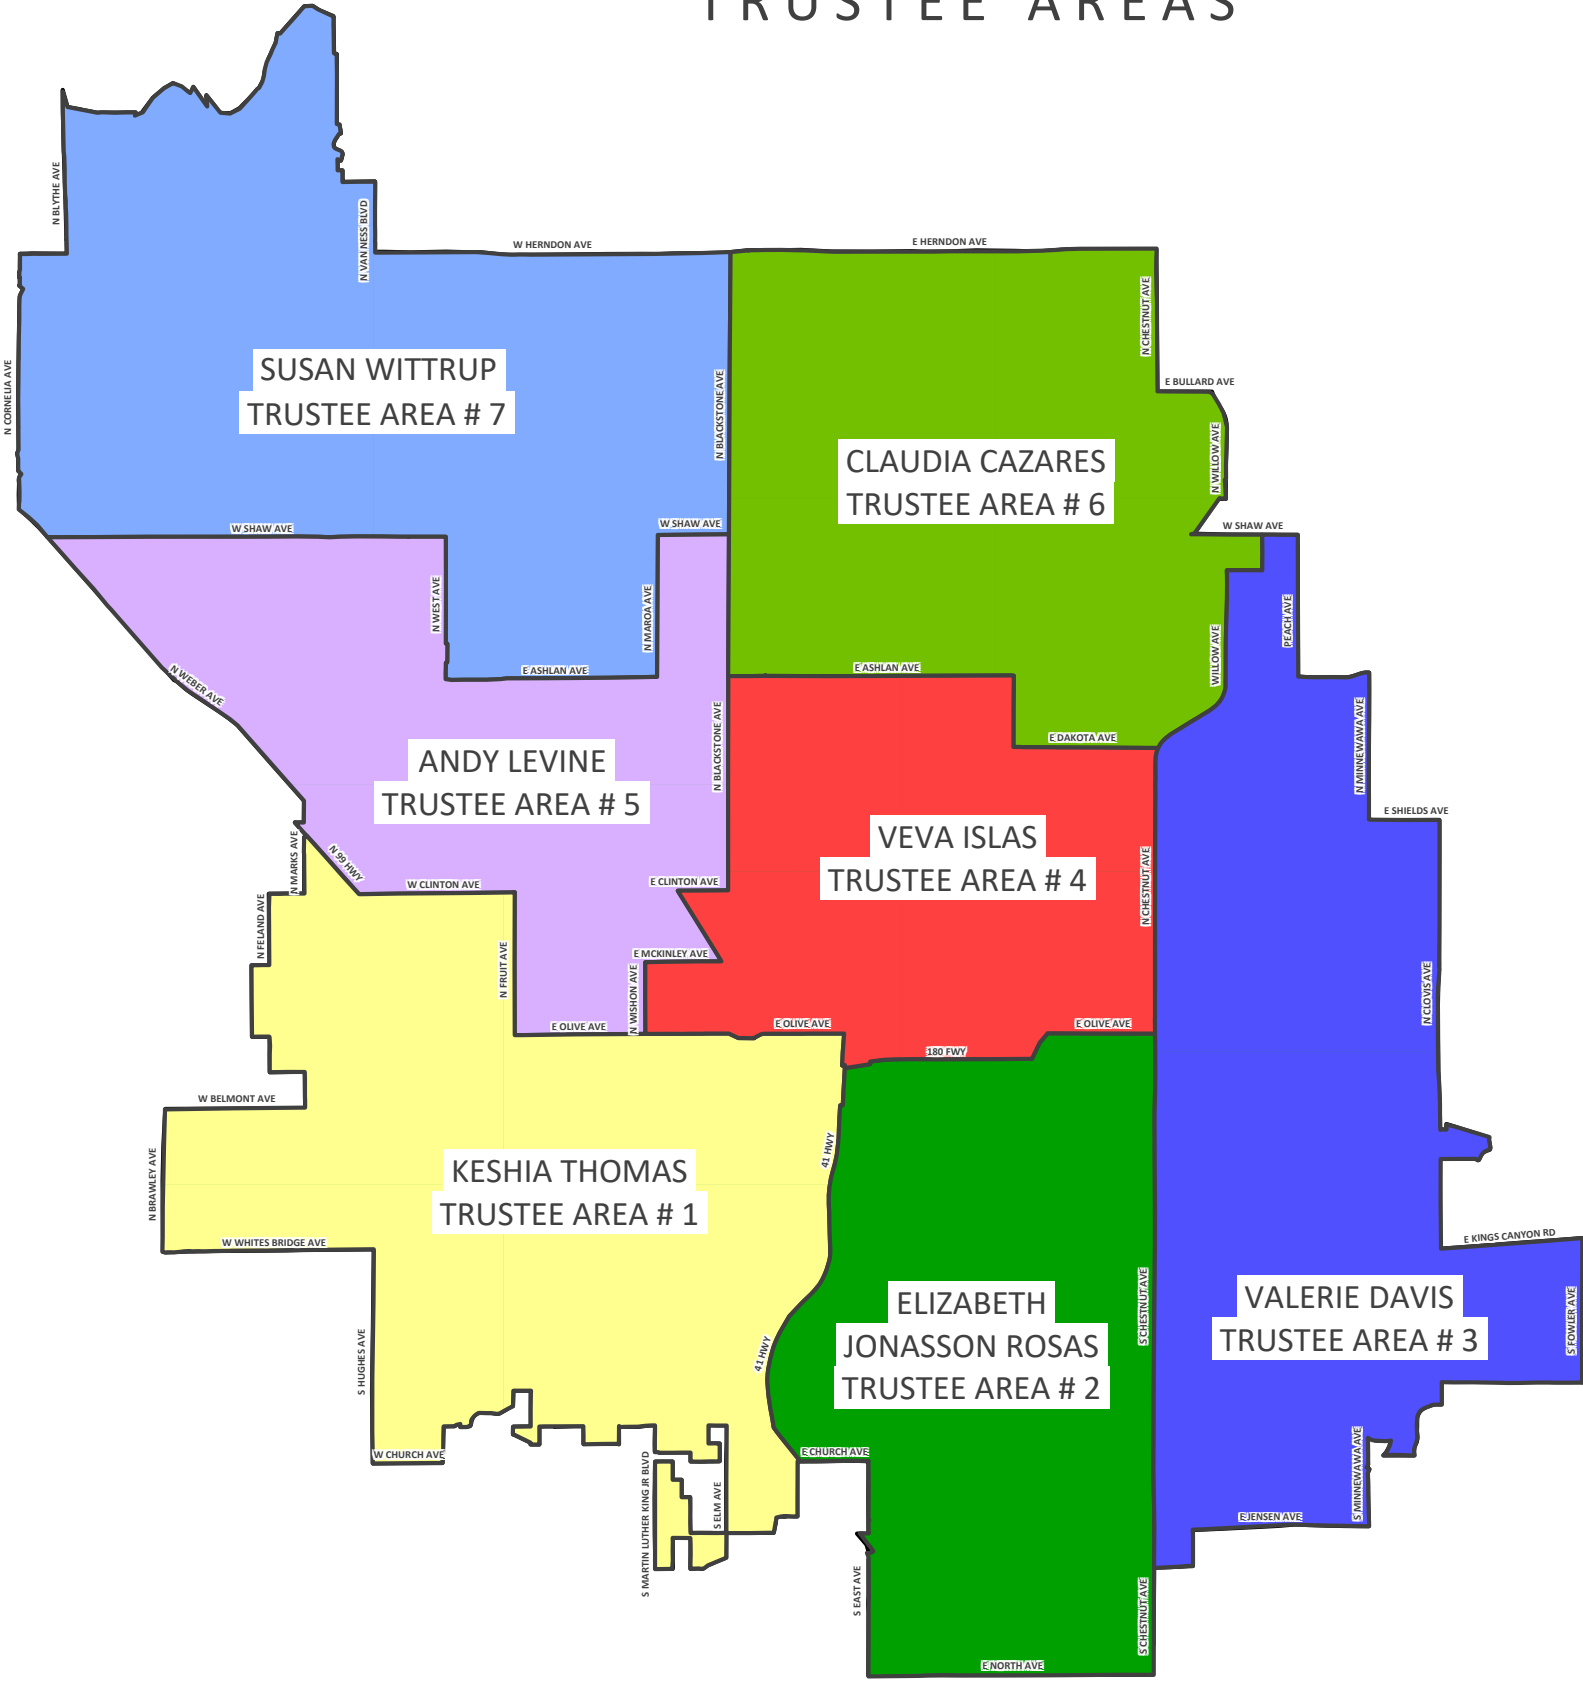 TRUSTEE AREAS
N BLYTHE AVE
N VAN NESS BLVD
W HERNDON AVE
E HERNDON AVE
N CHESTNUT AVE
N CORNELIA AVE
SUSAN WITTRUP
TRUSTEE AREA # 7
N BLACKSTONE AVE
E BULLARD AVE
N WILLOW AVE
CLAUDIA CAZARES
TRUSTEE AREA # 6
W SHAW AVE
W SHAW AVE
W SHAW AVE
N WEST AVE
N MAROA AVE
WILLOW AVE
PEACH AVE
E ASHLAN AVE
E ASHLAN AVE
N WEBER AVE
N BLACKSTONE AVE
E DAKOTA AVE
N MINNEWAWA AVE
ANDY LEVINE
TRUSTEE AREA # 5
E SHIELDS AVE
VEVA ISLAS
TRUSTEE AREA # 4
N MARKS AVE
N 99 HWY
W CLINTON AVE
E CLINTON AVE
N CHESTNUT AVE
N FELAND AVE
N FRUIT AVE
E MCKINLEY AVE
N WISHON AVE
N CLOVIS AVE
E OLIVE AVE
E OLIVE AVE
E OLIVE AVE
180 FWY
W BELMONT AVE
41 HWY
N BRAWLEY AVE
KESHIA THOMAS
TRUSTEE AREA # 1
W WHITES BRIDGE AVE
E KINGS CANYON RD
ELIZABETH
JONASSON ROSAS
TRUSTEE AREA # 2
S CHESTNUT AVE
VALERIE DAVIS
TRUSTEE AREA # 3
S FOWLER AVE
S HUGHES AVE
41 HWY
W CHURCH AVE
E CHURCH AVE
S MARTIN LUTHER KING JR BLVD
S ELM AVE
S MINNEWAWA AVE
E JENSEN AVE
S EAST AVE
S CHESTNUT AVE
E NORTH AVE